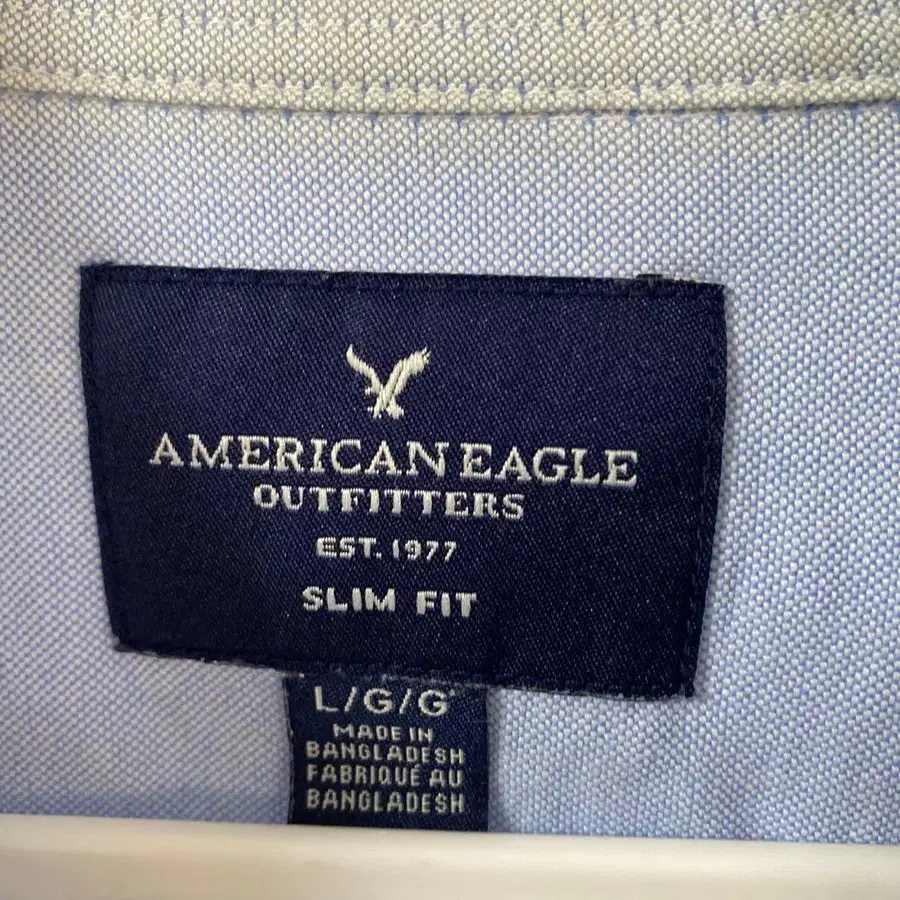 AMERICAN EAGLE
OUTFITTERS
EST. 1977
SLIM FIT
L/G/G
MADE IN
BANGLADESH
FABRIQUÉ AU
BANGLADESH